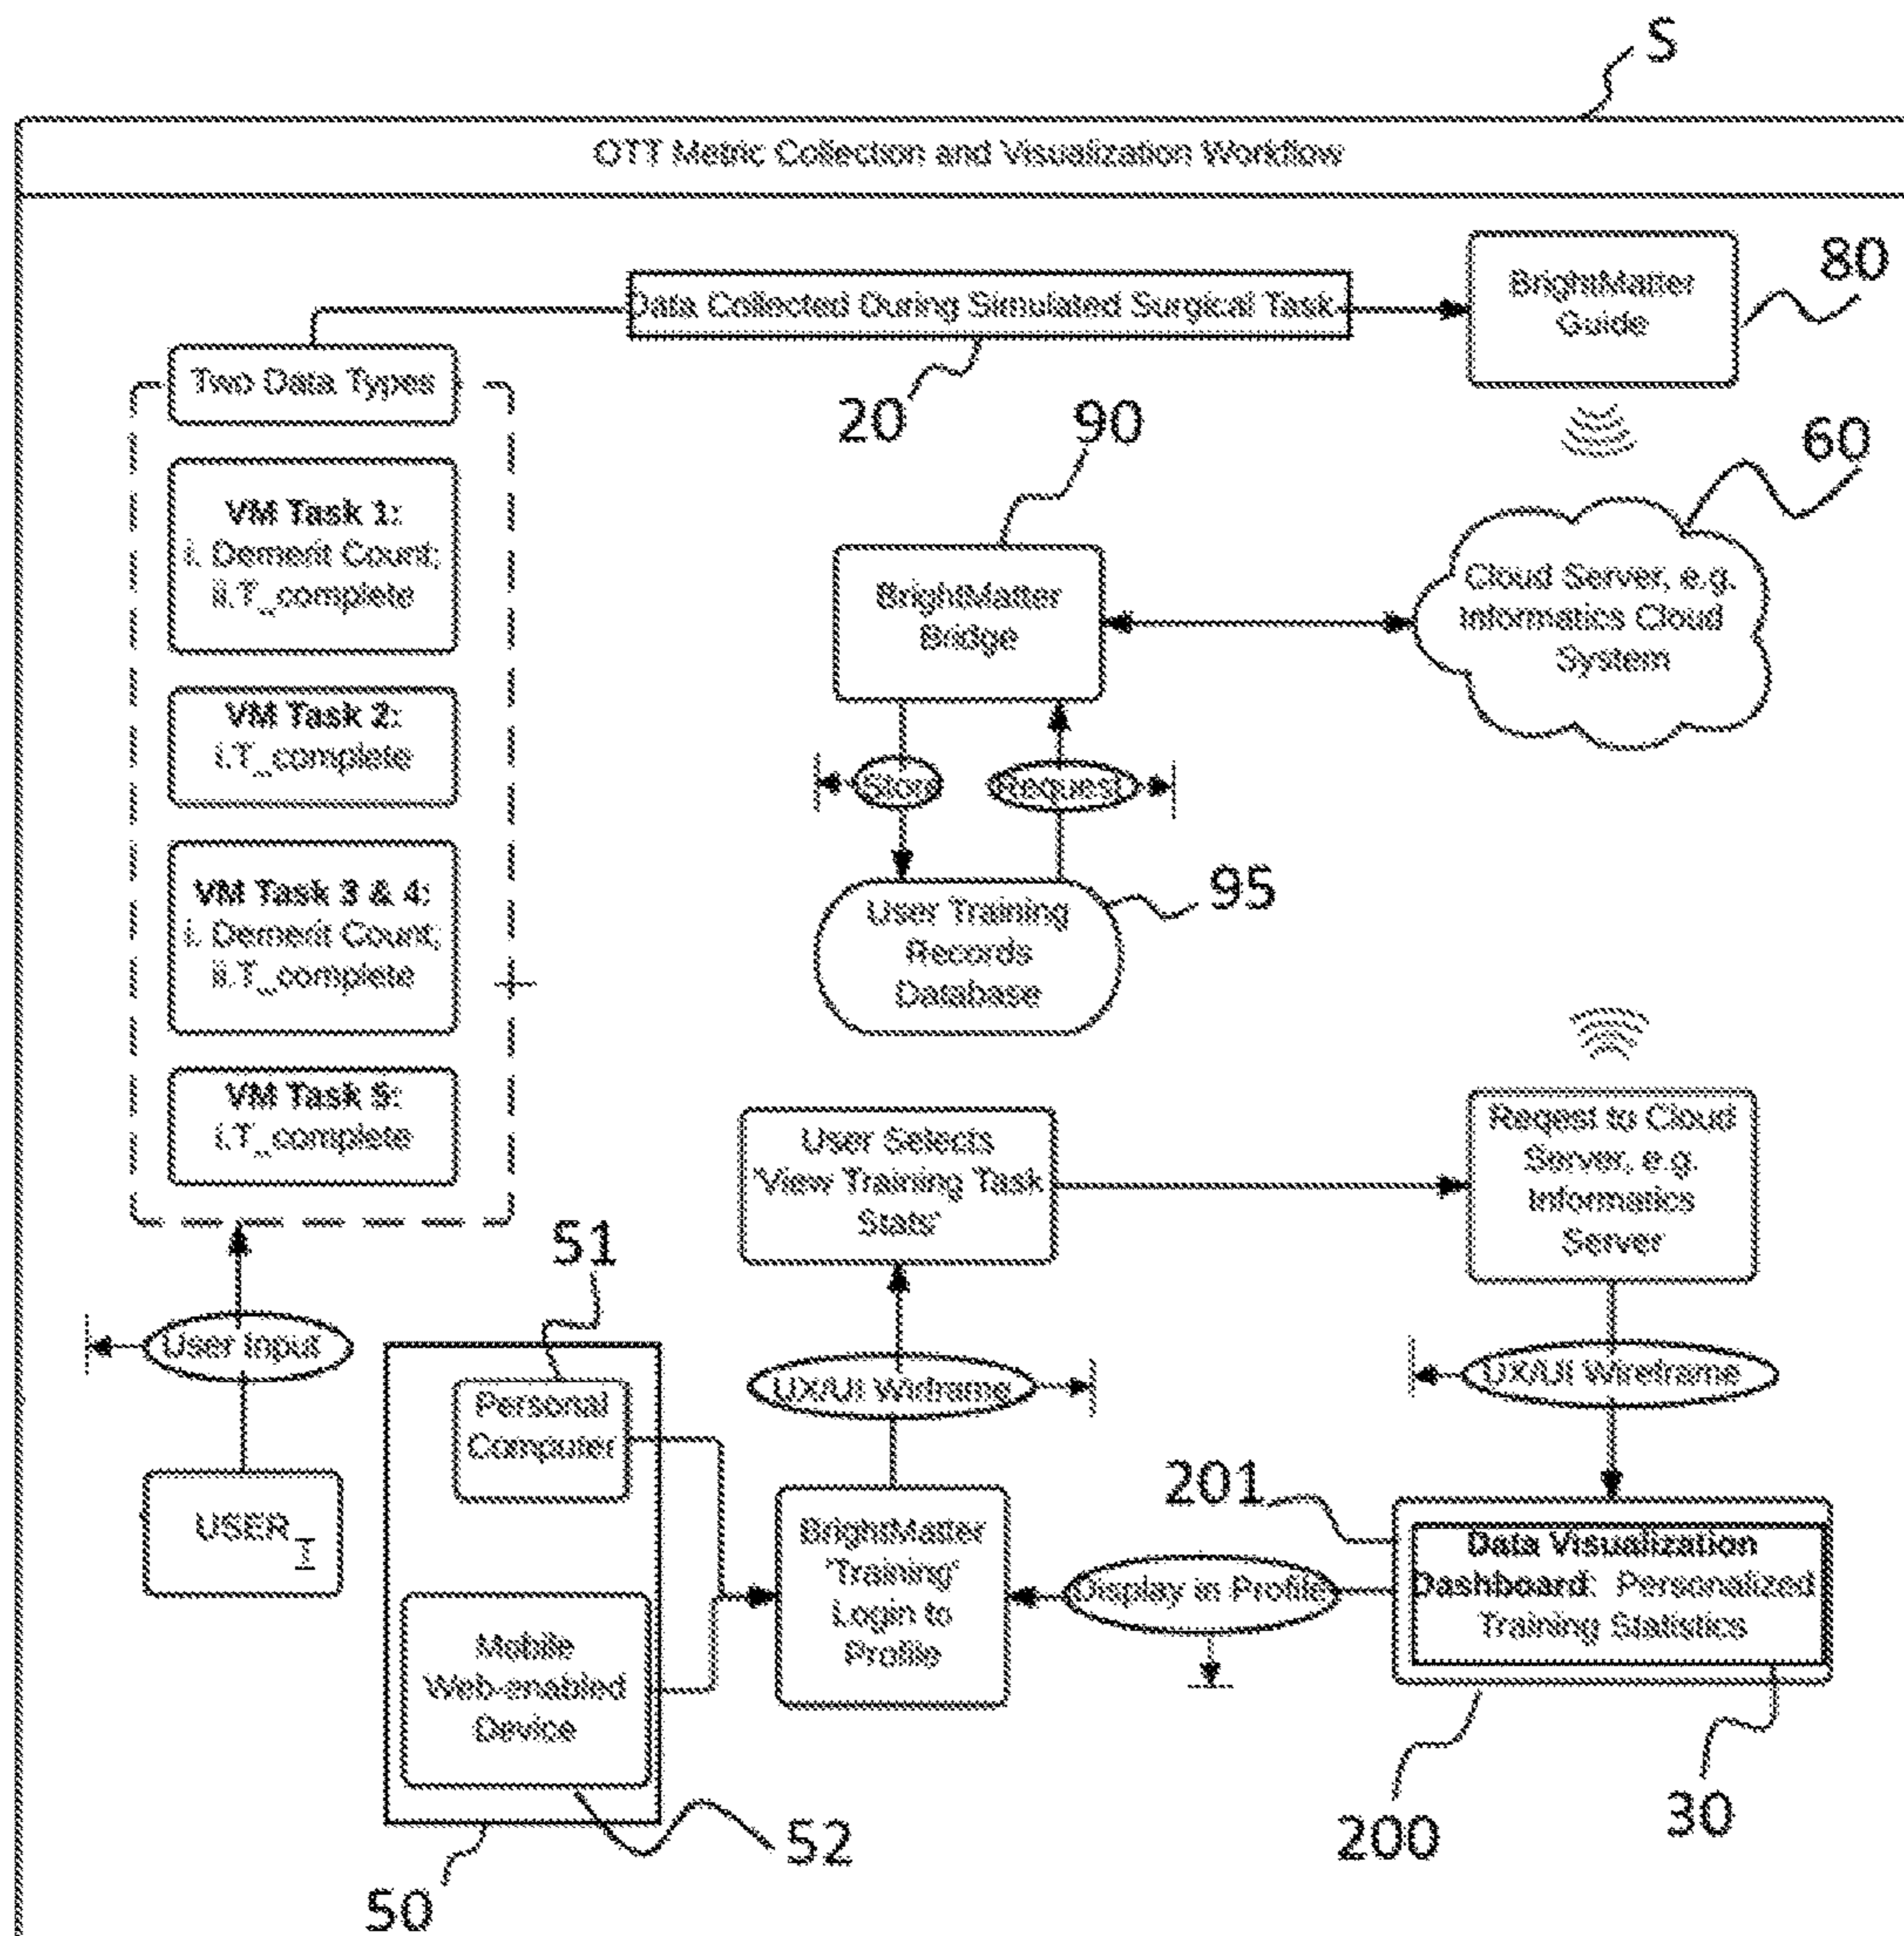 S
OTT Metric Collection and Visualization Workflow
Data Collected During Simulated Surgical Task
20
BrightMatter
Guide
80
Two Data Types
VM Task 1:
i. Demerit Count;
ii.T_complete
VM Task 2:
i.T_complete
VM Task 3 & 4:
i. Demerit Count;
ii.T_complete
VM Task 5:
i.T_complete
90
BrightMatter
Bridge
60
Cloud Server, e.g.
Informatics Cloud
System
Store
Request
User Training
Records
Database
95
User Selects
'View Training Task
Stats'
Reqest to Cloud
Server, e.g.
Informatics
Server
User Input
USER
51
Personal
Computer
Mobile
Web-enabled
Device
52
50
UX/UI Wirframe
BrightMatter
'Training'
Login to
Profile
UX/UI Wireframe
201
Display in Profile
Data Visualization
Dashboard: Personalized
Training Statistics
200
30